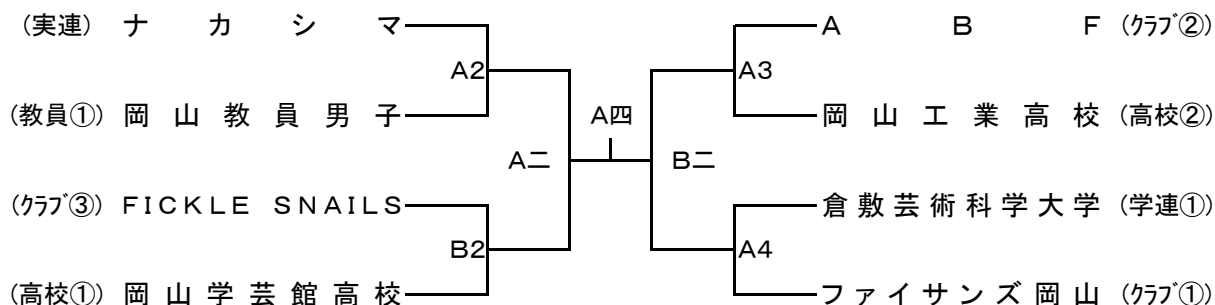 (実連) ナカシマ A B F (ｸﾗﾌﾞ②)
A2 A3
(教員①) 岡山教員男子 A四 岡山工業高校 (高校②)
A二 B二
(ｸﾗﾌﾞ③) FICKLE SNAILS 倉敷芸術科学大学 (学連①)
B2 A4
(高校①) 岡山学芸館高校 ファイサンズ岡山 (ｸﾗﾌﾞ①)